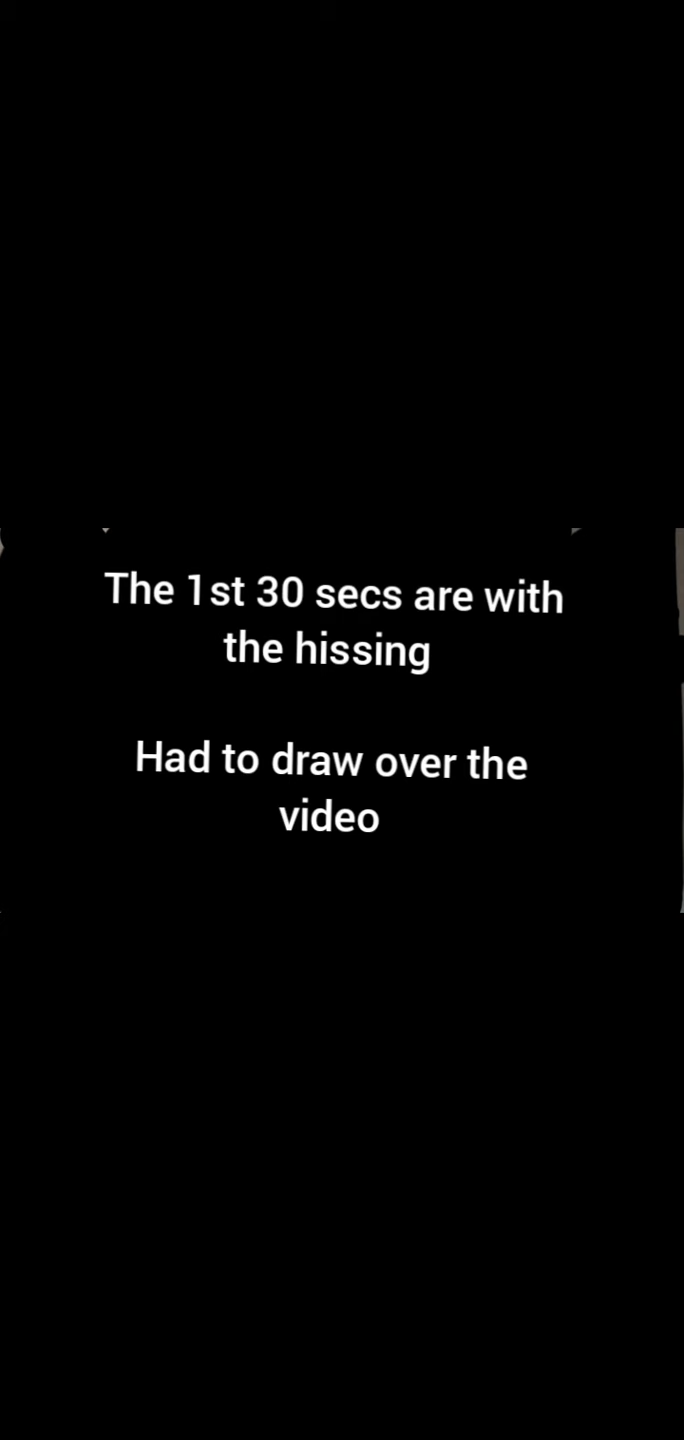 The 1st 30 secs are with
the hissing
Had to draw over the
video